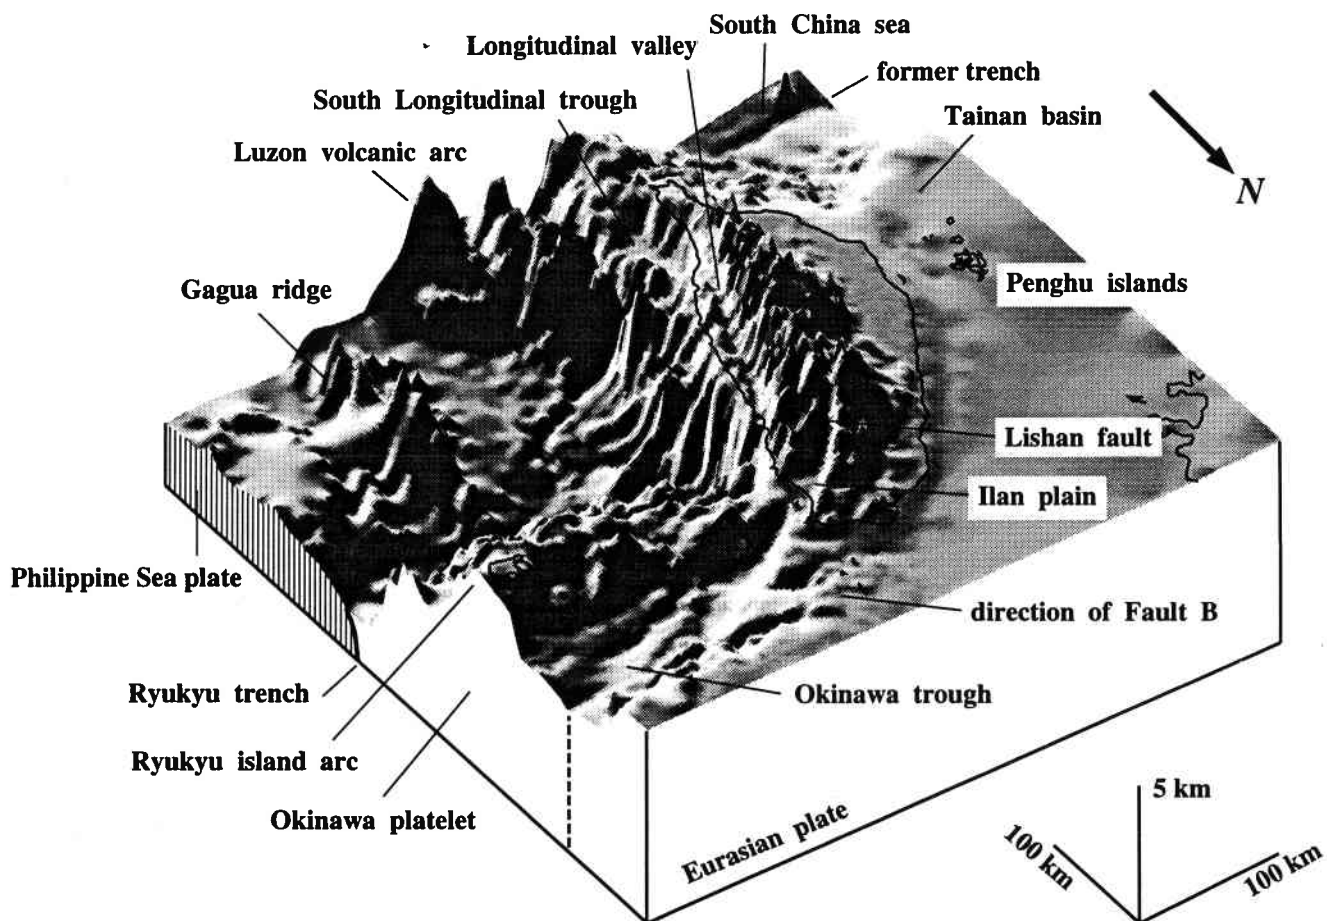 South China sea
Longitudinal valley
former trench
South Longitudinal trough
Tainan basin
Luzon volcanic arc
N
Penghu islands
Gagua ridge
Lishan fault
Ilan plain
Philippine Sea plate
direction of Fault B
Ryukyu trench
Okinawa trough
Ryukyu island arc
Okinawa platelet
Eurasian plate
5 km
100 km
100 km